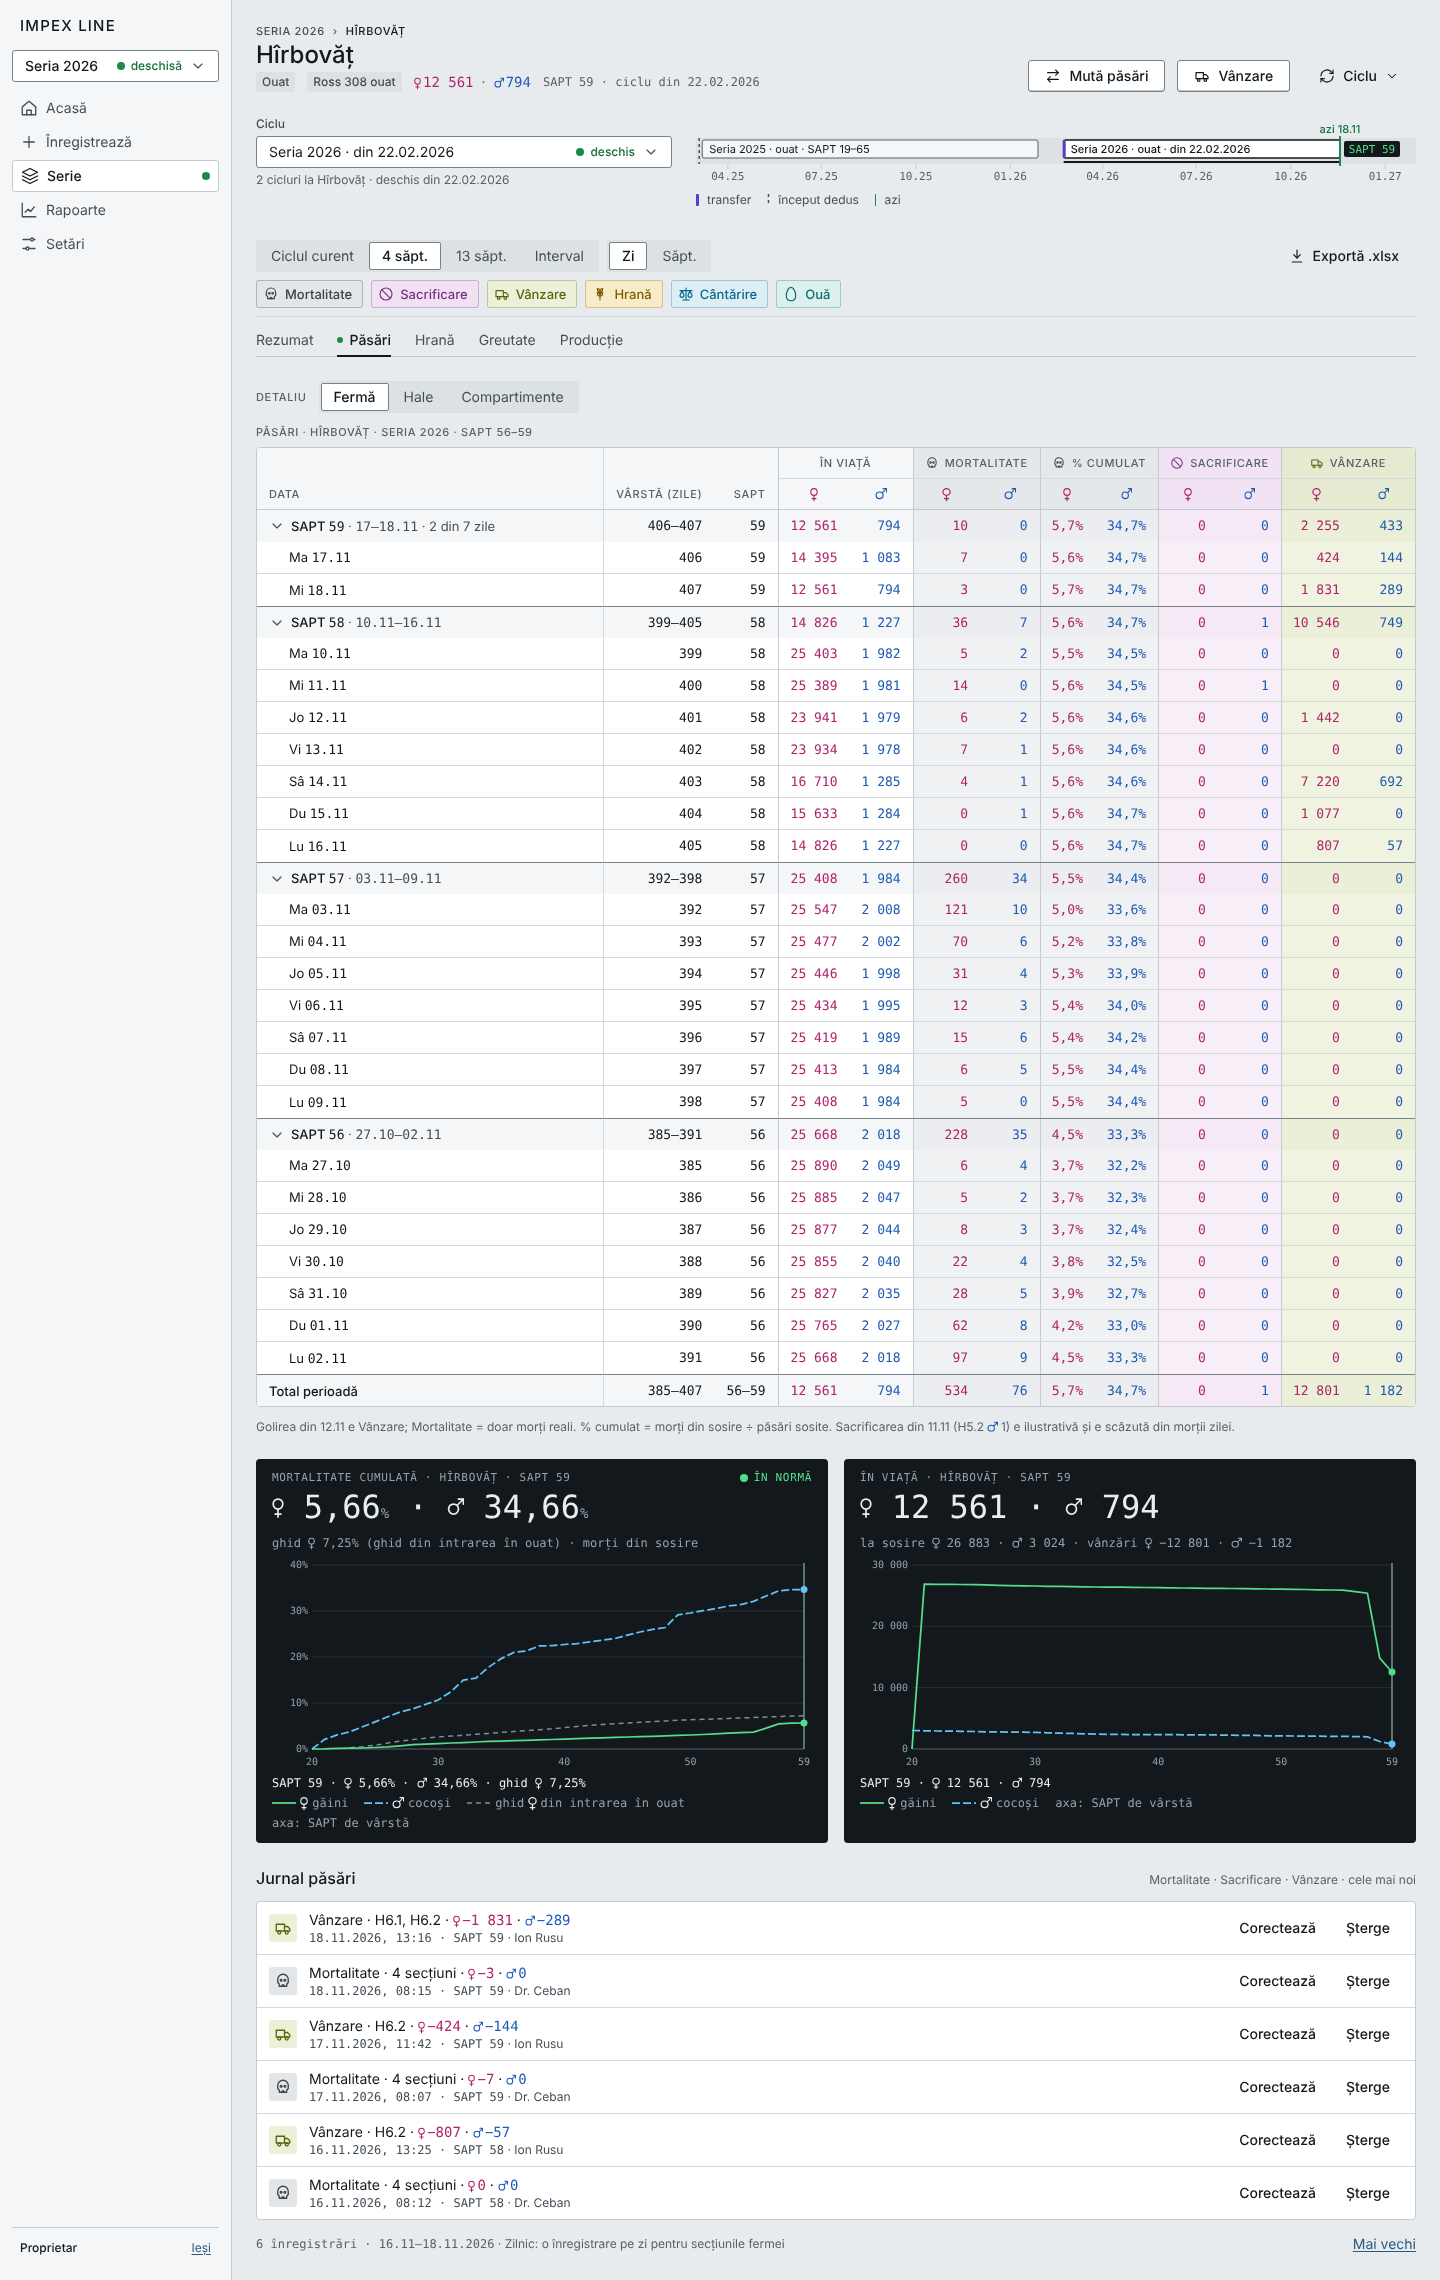 IMPEX LINE
Seria 2026 deschisă
Acasă
Înregistrează
Serie
Rapoarte
Setări
Proprietar Ieși
SERIA 2026 › HÎRBOVĂȚ
Hîrbovăț
Ouat Ross 308 ouat ♀12 561 · ♂794 SAPT 59 · ciclu din 22.02.2026
Mută păsări Vânzare Ciclu
Ciclu
Seria 2026 · din 22.02.2026 deschis
2 cicluri la Hîrbovăț · deschis din 22.02.2026
azi 18.11
Seria 2025 · ouat · SAPT 19–65 Seria 2026 · ouat · din 22.02.2026 SAPT 59
04.25 07.25 10.25 01.26 04.26 07.26 10.26 01.27
transfer început dedus azi
Ciclul curent 4 săpt. 13 săpt. Interval Zi Săpt. Exportă .xlsx
Mortalitate Sacrificare Vânzare Hrană Cântărire Ouă
Rezumat Păsări Hrană Greutate Producție
DETALIU Fermă Hale Compartimente
PĂSĂRI · HÎRBOVĂȚ · SERIA 2026 · SAPT 56–59
ÎN VIAȚĂ MORTALITATE % CUMULAT SACRIFICARE VÂNZARE
DATA VÂRSTĂ (ZILE) SAPT ♀ ♂ ♀ ♂ ♀ ♂ ♀ ♂ ♀ ♂
SAPT 59 · 17–18.11 · 2 din 7 zile 406–407 59 12 561 794 10 0 5,7% 34,7% 0 0 2 255 433
Ma 17.11 406 59 14 395 1 083 7 0 5,6% 34,7% 0 0 424 144
Mi 18.11 407 59 12 561 794 3 0 5,7% 34,7% 0 0 1 831 289
SAPT 58 · 10.11–16.11 399–405 58 14 826 1 227 36 7 5,6% 34,7% 0 1 10 546 749
Ma 10.11 399 58 25 403 1 982 5 2 5,5% 34,5% 0 0 0 0
Mi 11.11 400 58 25 389 1 981 14 0 5,6% 34,5% 0 1 0 0
Jo 12.11 401 58 23 941 1 979 6 2 5,6% 34,6% 0 0 1 442 0
Vi 13.11 402 58 23 934 1 978 7 1 5,6% 34,6% 0 0 0 0
Sâ 14.11 403 58 16 710 1 285 4 1 5,6% 34,6% 0 0 7 220 692
Du 15.11 404 58 15 633 1 284 0 1 5,6% 34,7% 0 0 1 077 0
Lu 16.11 405 58 14 826 1 227 0 0 5,6% 34,7% 0 0 807 57
SAPT 57 · 03.11–09.11 392–398 57 25 408 1 984 260 34 5,5% 34,4% 0 0 0 0
Ma 03.11 392 57 25 547 2 008 121 10 5,0% 33,6% 0 0 0 0
Mi 04.11 393 57 25 477 2 002 70 6 5,2% 33,8% 0 0 0 0
Jo 05.11 394 57 25 446 1 998 31 4 5,3% 33,9% 0 0 0 0
Vi 06.11 395 57 25 434 1 995 12 3 5,4% 34,0% 0 0 0 0
Sâ 07.11 396 57 25 419 1 989 15 6 5,4% 34,2% 0 0 0 0
Du 08.11 397 57 25 413 1 984 6 5 5,5% 34,4% 0 0 0 0
Lu 09.11 398 57 25 408 1 984 5 0 5,5% 34,4% 0 0 0 0
SAPT 56 · 27.10–02.11 385–391 56 25 668 2 018 228 35 4,5% 33,3% 0 0 0 0
Ma 27.10 385 56 25 890 2 049 6 4 3,7% 32,2% 0 0 0 0
Mi 28.10 386 56 25 885 2 047 5 2 3,7% 32,3% 0 0 0 0
Jo 29.10 387 56 25 877 2 044 8 3 3,7% 32,4% 0 0 0 0
Vi 30.10 388 56 25 855 2 040 22 4 3,8% 32,5% 0 0 0 0
Sâ 31.10 389 56 25 827 2 035 28 5 3,9% 32,7% 0 0 0 0
Du 01.11 390 56 25 765 2 027 62 8 4,2% 33,0% 0 0 0 0
Lu 02.11 391 56 25 668 2 018 97 9 4,5% 33,3% 0 0 0 0
Total perioadă 385–407 56–59 12 561 794 534 76 5,7% 34,7% 0 1 12 801 1 182
Golirea din 12.11 e Vânzare; Mortalitate = doar morți reali. % cumulat = morți din sosire ÷ păsări sosite. Sacrificarea din 11.11 (H5.2 ♂ 1) e ilustrativă și e scăzută din morții zilei.
MORTALITATE CUMULATĂ · HÎRBOVĂȚ · SAPT 59 ÎN NORMĂ
♀ 5,66% · ♂ 34,66%
ghid ♀ 7,25% (ghid din intrarea în ouat) · morți din sosire
40%
30%
20%
10%
0%
20 30 40 50 59
SAPT 59 · ♀ 5,66% · ♂ 34,66% · ghid ♀ 7,25%
♀ găini ♂ cocoși ghid ♀ din intrarea în ouat
axa: SAPT de vârstă
ÎN VIAȚĂ · HÎRBOVĂȚ · SAPT 59
♀ 12 561 · ♂ 794
la sosire ♀ 26 883 · ♂ 3 024 · vânzări ♀ −12 801 · ♂ −1 182
30 000
20 000
10 000
0
20 30 40 50 59
SAPT 59 · ♀ 12 561 · ♂ 794
♀ găini ♂ cocoși axa: SAPT de vârstă
Jurnal păsări Mortalitate · Sacrificare · Vânzare · cele mai noi
Vânzare · H6.1, H6.2 · ♀−1 831 · ♂−289
18.11.2026, 13:16 · SAPT 59 · Ion Rusu
Corectează Șterge
Mortalitate · 4 secțiuni · ♀−3 · ♂0
18.11.2026, 08:15 · SAPT 59 · Dr. Ceban
Corectează Șterge
Vânzare · H6.2 · ♀−424 · ♂−144
17.11.2026, 11:42 · SAPT 59 · Ion Rusu
Corectează Șterge
Mortalitate · 4 secțiuni · ♀−7 · ♂0
17.11.2026, 08:07 · SAPT 59 · Dr. Ceban
Corectează Șterge
Vânzare · H6.2 · ♀−807 · ♂−57
16.11.2026, 13:25 · SAPT 58 · Ion Rusu
Corectează Șterge
Mortalitate · 4 secțiuni · ♀0 · ♂0
16.11.2026, 08:12 · SAPT 58 · Dr. Ceban
Corectează Șterge
6 înregistrări · 16.11–18.11.2026 · Zilnic: o înregistrare pe zi pentru secțiunile fermei Mai vechi